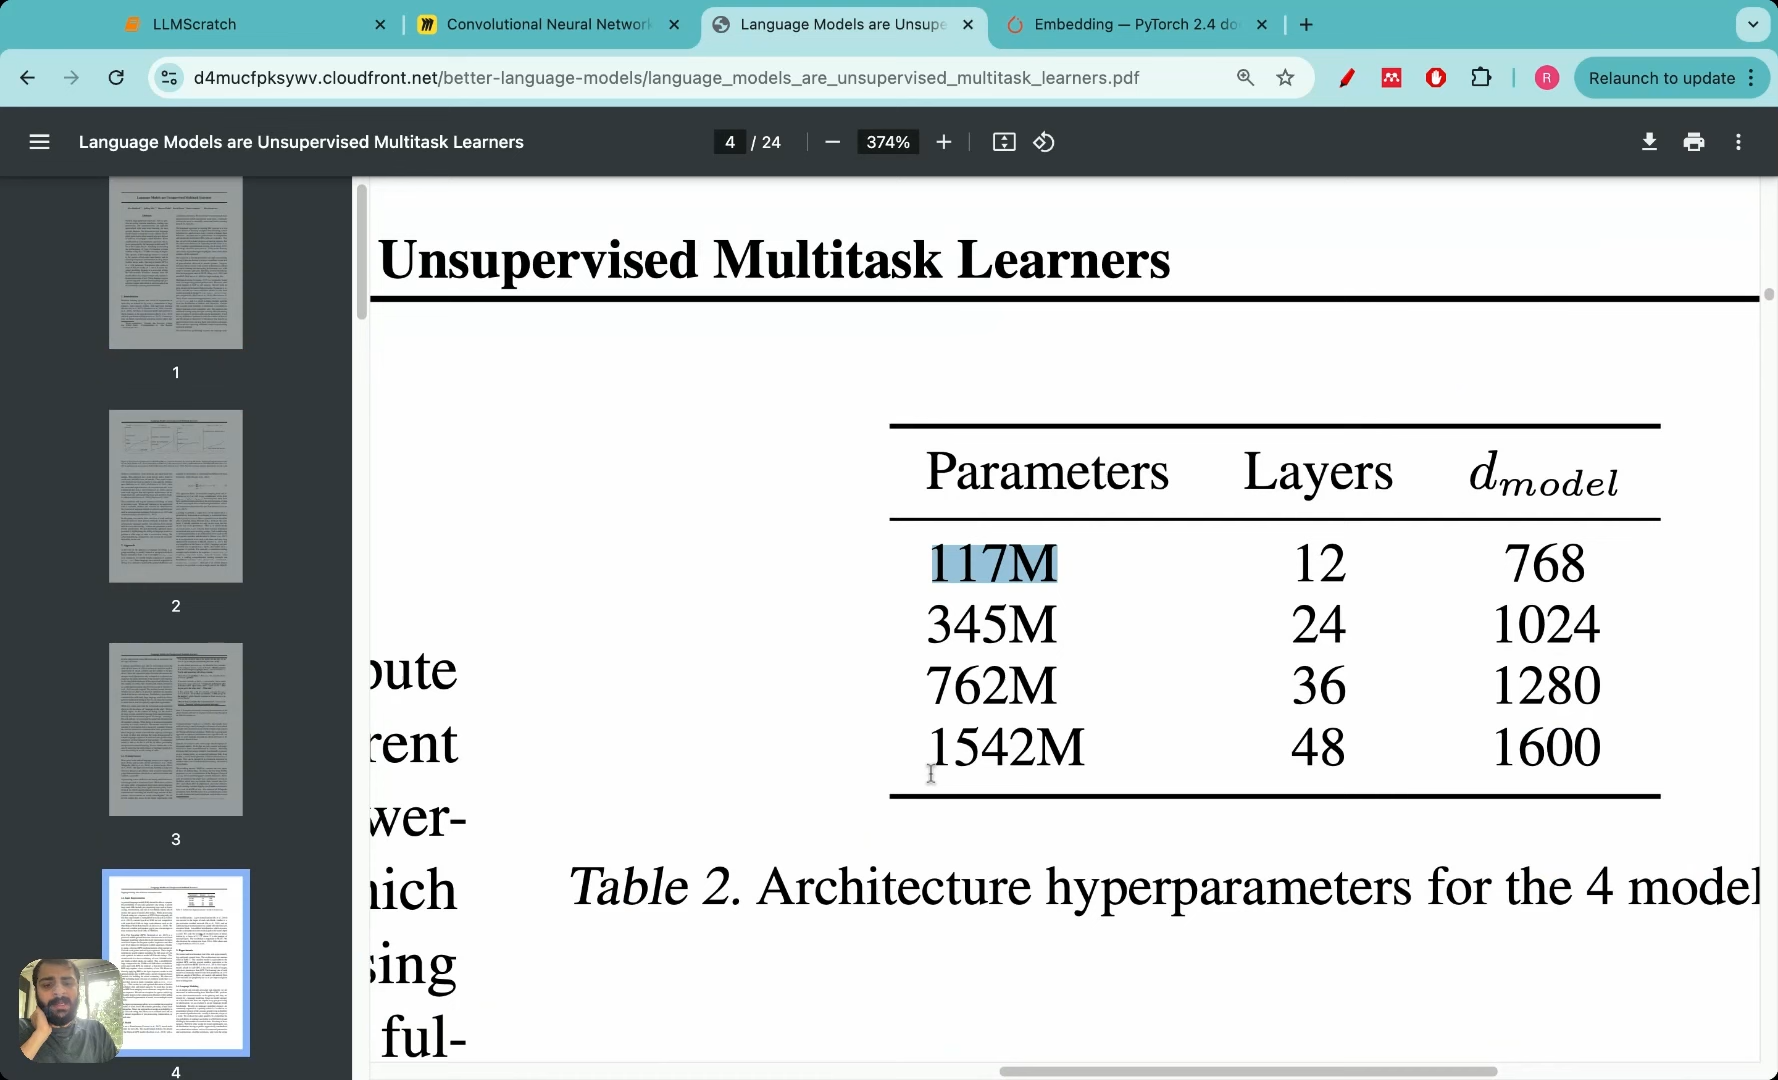 LLMScratch
Convolutional Neural Network
Language Models are Unsupe
Embedding — PyTorch 2.4 do
d4mucfpksywv.cloudfront.net/better-language-models/language_models_are_unsupervised_multitask_learners.pdf
R
Relaunch to update
Language Models are Unsupervised Multitask Learners
4 / 24
374%
1
2
3
4
Unsupervised Multitask Learners
Parameters Layers d_model
117M 12 768
345M 24 1024
762M 36 1280
1542M 48 1600
Table 2. Architecture hyperparameters for the 4 model
pute
rent
wer-
hich
sing
ful-